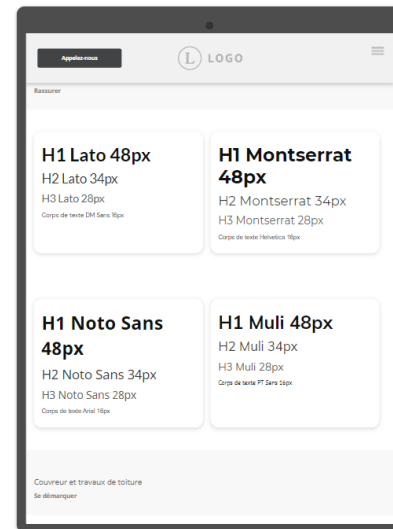 Appelez-nous
L LOGO
Rassurer
H1 Lato 48px
H2 Lato 34px
H3 Lato 28px
Corps de texte DM Sans 16px
H1 Montserrat
48px
H2 Montserrat 34px
H3 Montserrat 28px
Corps de texte Helvetica 16px
H1 Noto Sans
48px
H2 Noto Sans 34px
H3 Noto Sans 28px
Corps de texte Arial 16px
H1 Muli 48px
H2 Muli 34px
H3 Muli 28px
Corps de texte PT Sans 16px
Couvreur et travaux de toiture
Se démarquer